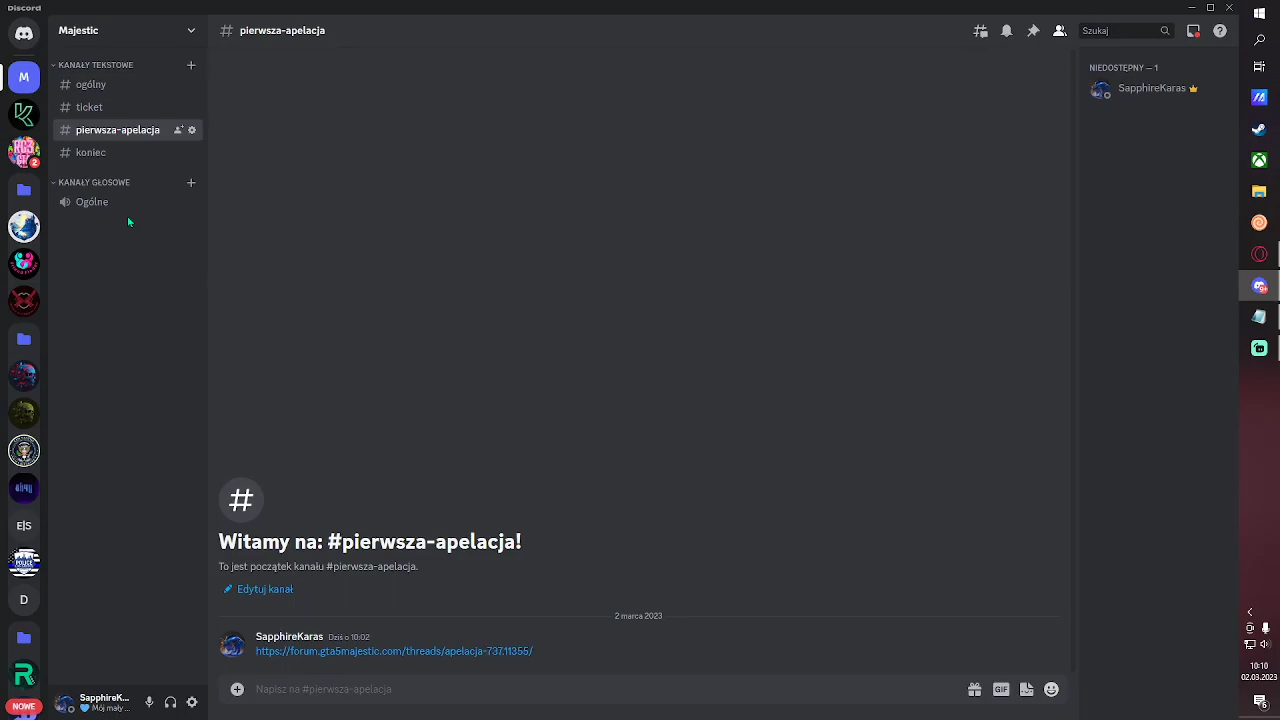 Discord
Majestic
pierwsza-apelacja
Szukaj
KANAŁY TEKSTOWE
ogólny
ticket
pierwsza-apelacja
koniec
KANAŁY GŁOSOWE
Ogólne
NIEDOSTĘPNY — 1
SapphireKaras
M
2
E|S
POLICE
D
NOWE
Witamy na: #pierwsza-apelacja!
To jest początek kanału #pierwsza-apelacja.
Edytuj kanał
2 marca 2023
SapphireKaras Dziś o 10:02
https://forum.gta5majestic.com/threads/apelacja-737.11355/
Napisz na #pierwsza-apelacja
GIF
SapphireK...
Mój mały ...
10:10
02.03.2023